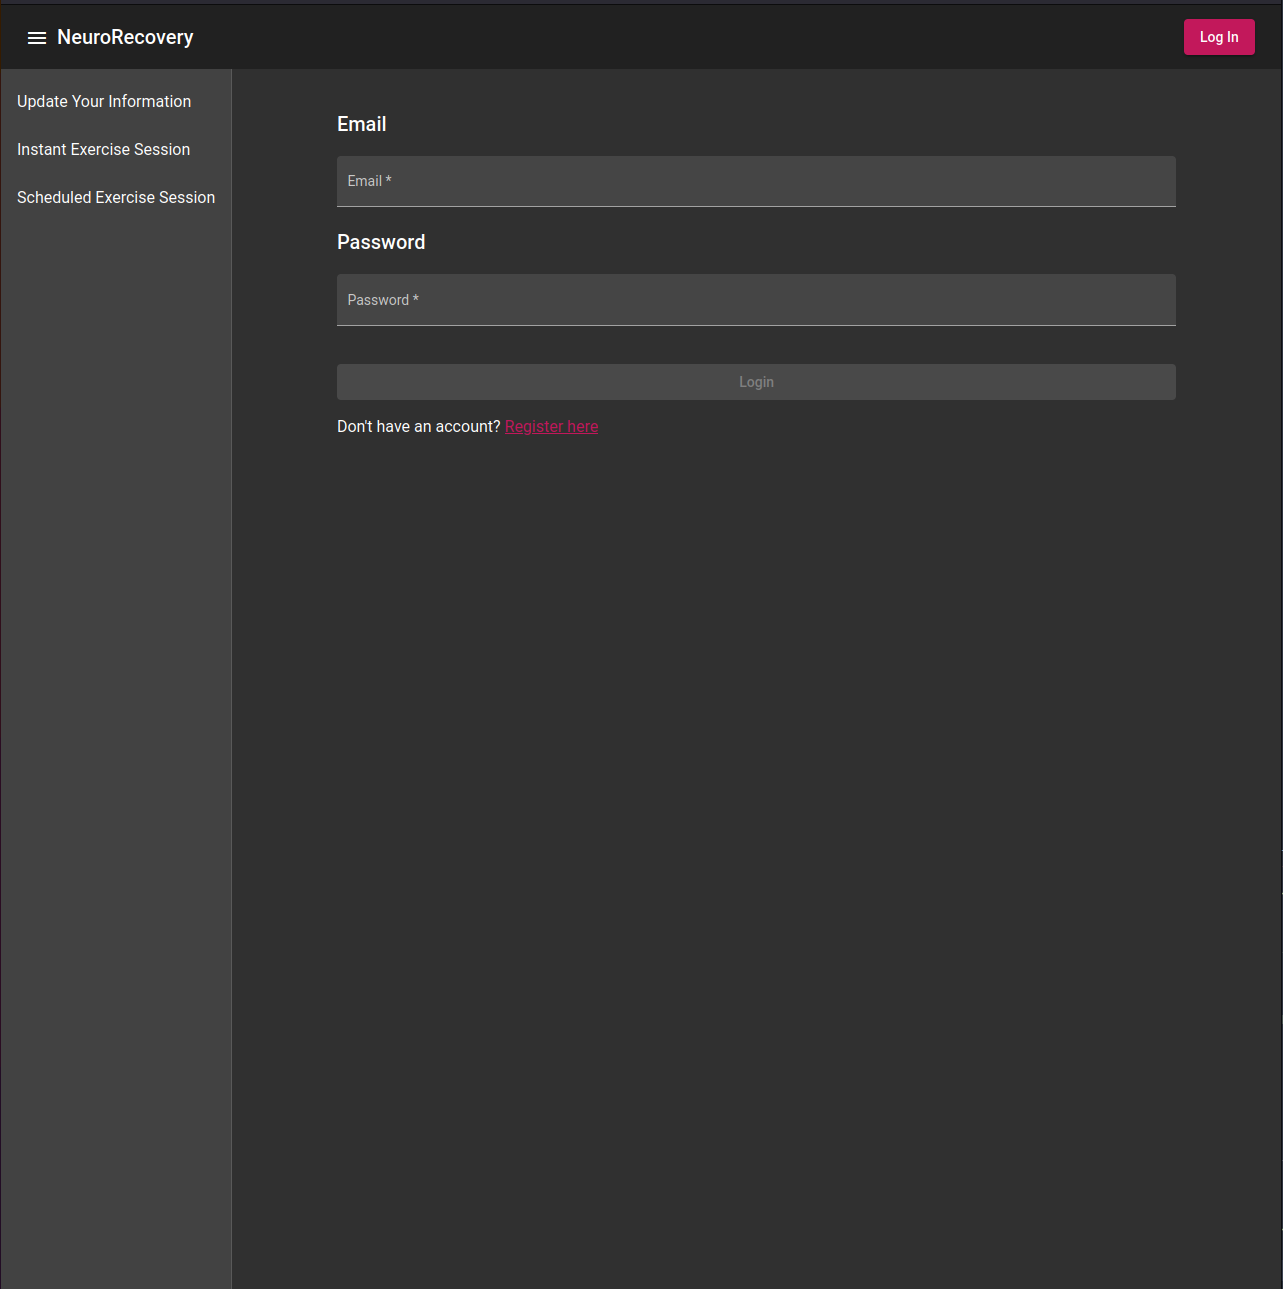 NeuroRecovery
Log In
Update Your Information
Instant Exercise Session
Scheduled Exercise Session
Email
Email *
Password
Password *
Login
Don't have an account? Register here